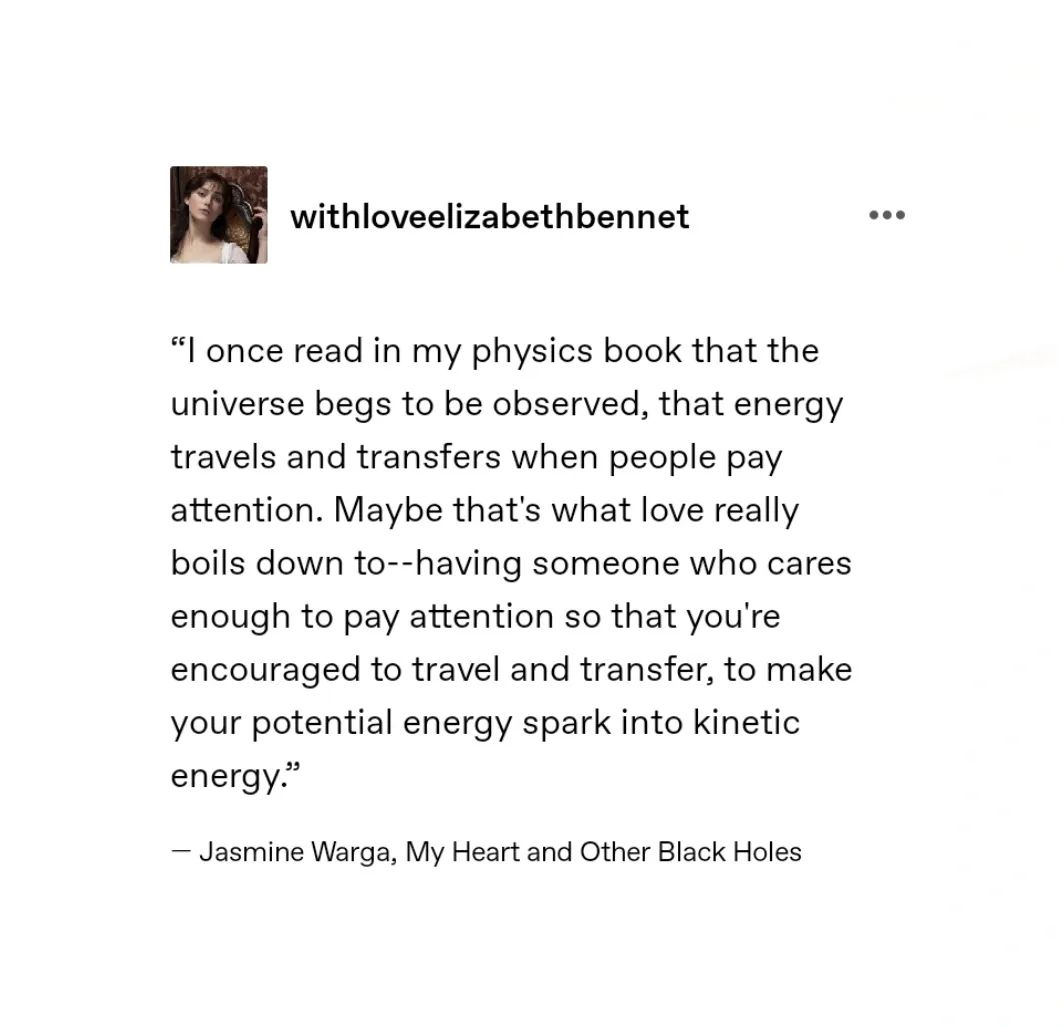 withloveelizabethbennet
“I once read in my physics book that the
universe begs to be observed, that energy
travels and transfers when people pay
attention. Maybe that's what love really
boils down to--having someone who cares
enough to pay attention so that you're
encouraged to travel and transfer, to make
your potential energy spark into kinetic
energy.”
— Jasmine Warga, My Heart and Other Black Holes